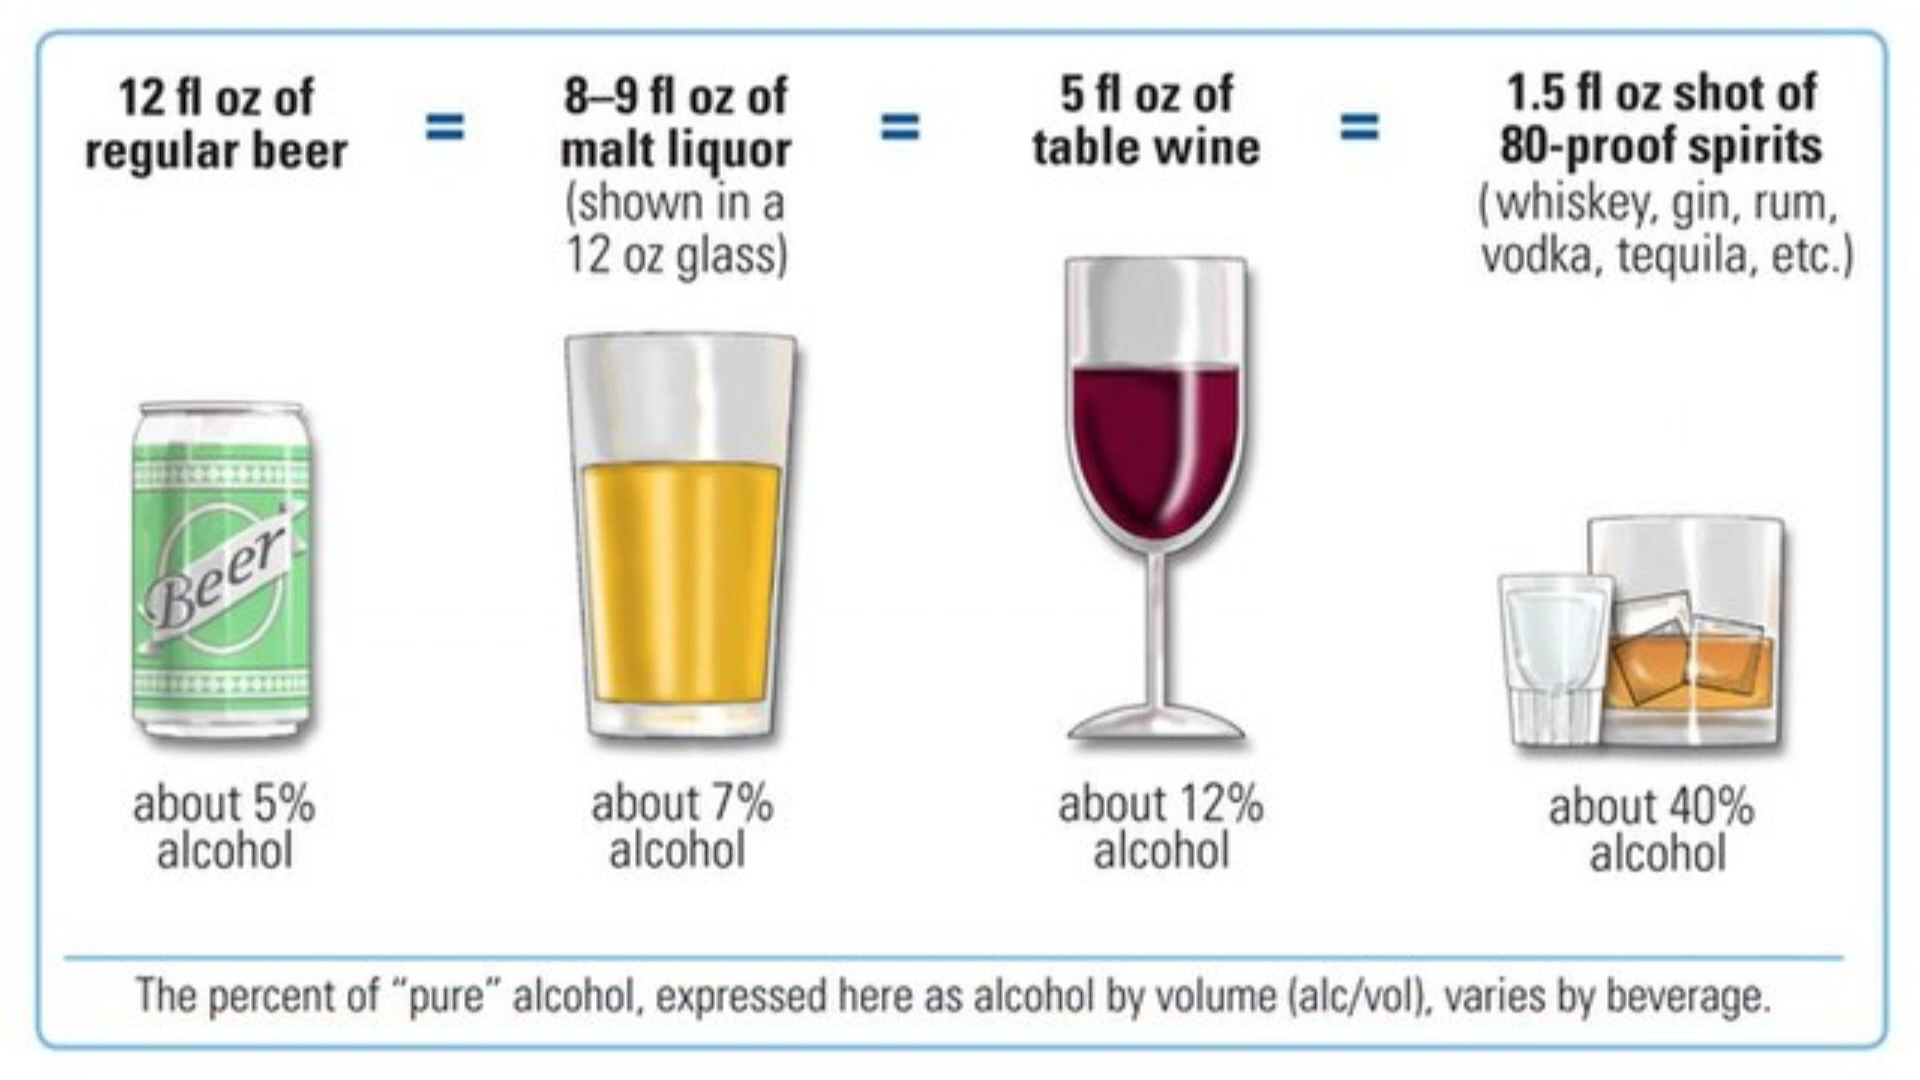 12 fl oz of
regular beer
=
8–9 fl oz of
malt liquor
(shown in a
12 oz glass)
=
5 fl oz of
table wine
=
1.5 fl oz shot of
80-proof spirits
(whiskey, gin, rum,
vodka, tequila, etc.)
Beer
about 5%
alcohol
about 7%
alcohol
about 12%
alcohol
about 40%
alcohol
The percent of “pure” alcohol, expressed here as alcohol by volume (alc/vol), varies by beverage.